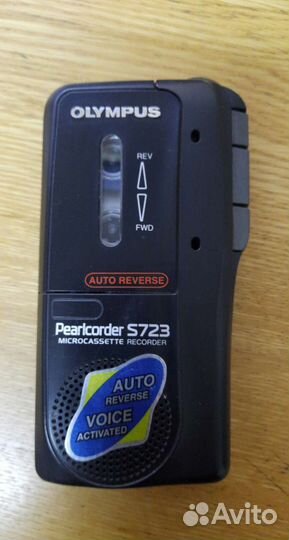 OLYMPUS
REV
FWD
AUTO REVERSE
Pearlcorder S723
MICROCASSETTE RECORDER
AUTO
REVERSE
VOICE
ACTIVATED
Avito